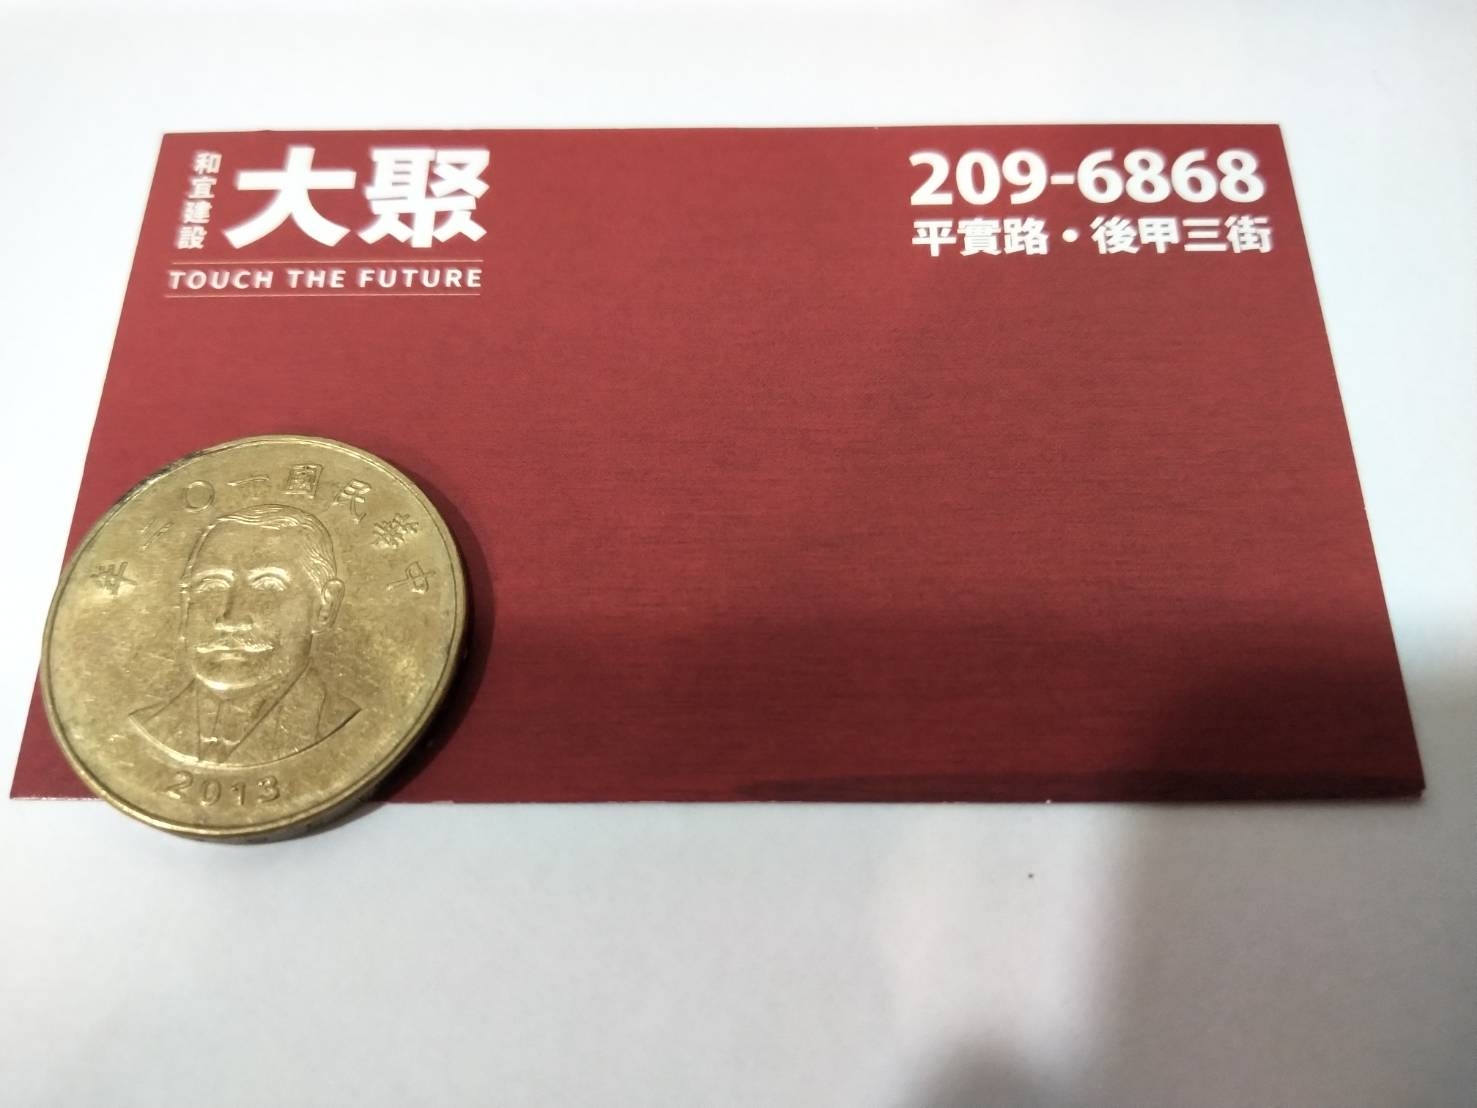 和宜建設
大聚
TOUCH THE FUTURE
209-6868
平實路・後甲三街
中華民國一０二年
2013